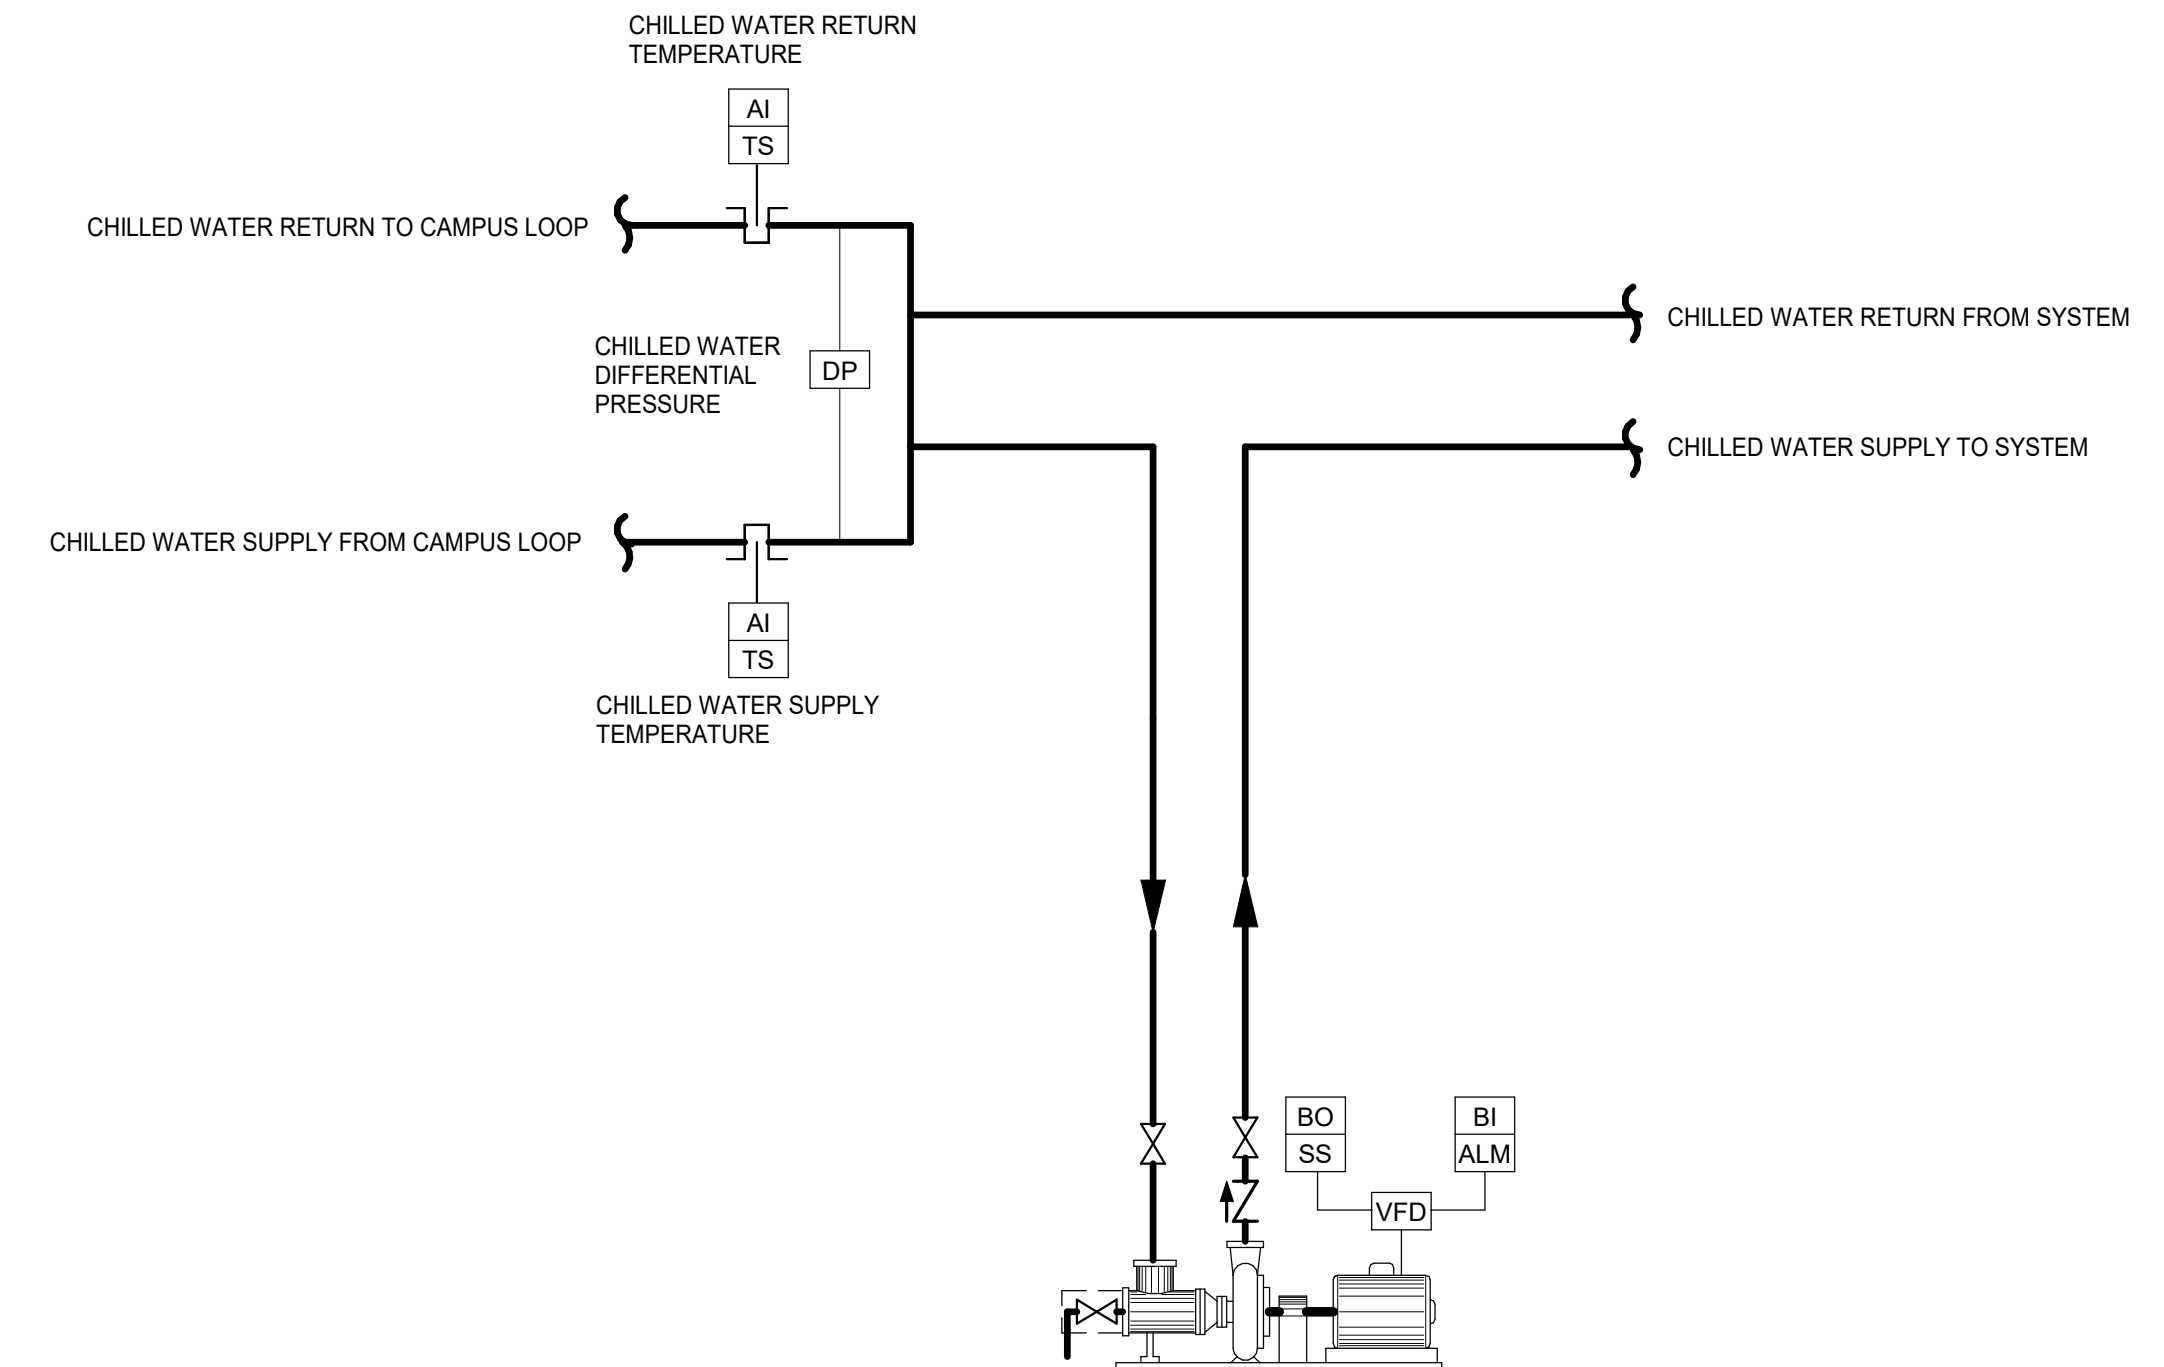 CHILLED WATER RETURN
TEMPERATURE
AI
TS
CHILLED WATER RETURN TO CAMPUS LOOP
CHILLED WATER RETURN FROM SYSTEM
CHILLED WATER
DIFFERENTIAL
PRESSURE
DP
CHILLED WATER SUPPLY TO SYSTEM
CHILLED WATER SUPPLY FROM CAMPUS LOOP
AI
TS
CHILLED WATER SUPPLY
TEMPERATURE
BO
SS
BI
ALM
VFD